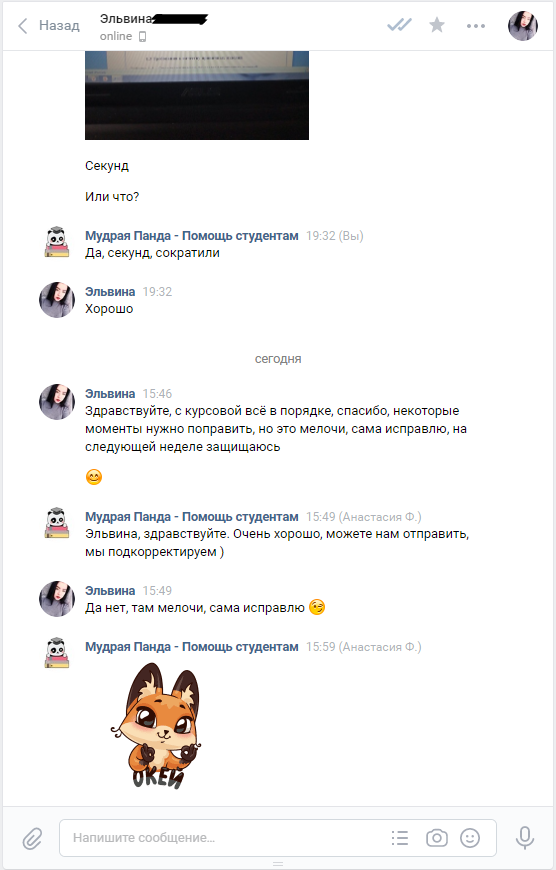 Назад
Эльвина
online
Секунд
Или что?
Мудрая Панда - Помощь студентам 19:32 (Вы)
Да, секунд, сократили
Эльвина 19:32
Хорошо
сегодня
Эльвина 15:46
Здравствуйте, с курсовой всё в порядке, спасибо, некоторые
моменты нужно поправить, но это мелочи, сама исправлю, на
следующей неделе защищаюсь
Мудрая Панда - Помощь студентам 15:49 (Анастасия Ф.)
Эльвина, здравствуйте. Очень хорошо, можете нам отправить,
мы подкорректируем )
Эльвина 15:49
Да нет, там мелочи, сама исправлю
Мудрая Панда - Помощь студентам 15:59 (Анастасия Ф.)
ОКЕЙ
Напишите сообщение...